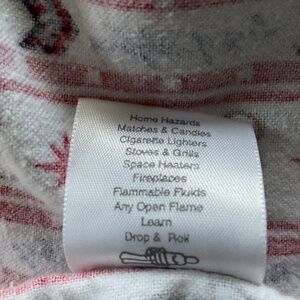 Home Hazards
Matches & Candles
Cigarette Lighters
Stoves & Grills
Space Heaters
Fireplaces
Flammable Fluids
Any Open Flame
Learn
Drop & Roll